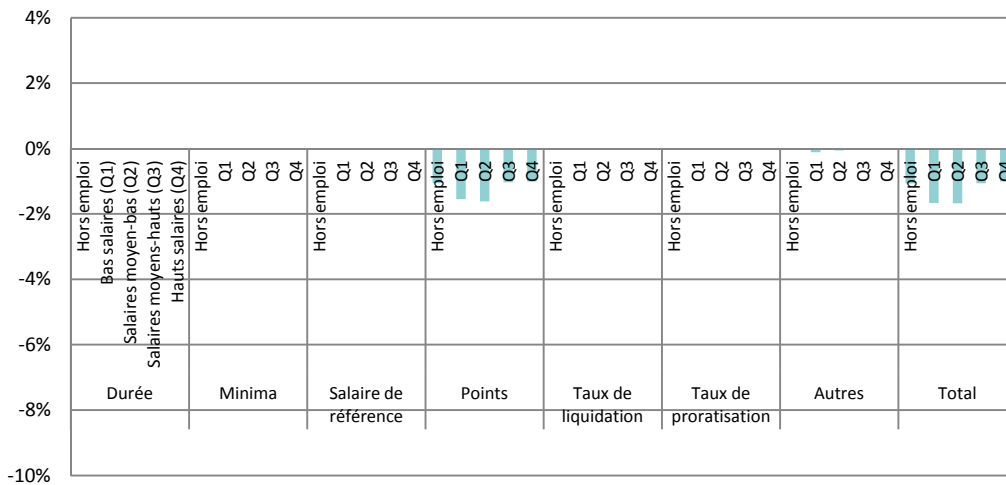 4%
2%
0%
-2%
-4%
-6%
-8%
-10%
Hors emploi
Bas salaires (Q1)
Salaires moyen-bas (Q2)
Salaires moyens-hauts (Q3)
Hauts salaires (Q4)
Hors emploi
Q1
Q2
Q3
Q4
Hors emploi
Q1
Q2
Q3
Q4
Hors emploi
Q1
Q2
Q3
Q4
Hors emploi
Q1
Q2
Q3
Q4
Hors emploi
Q1
Q2
Q3
Q4
Hors emploi
Q1
Q2
Q3
Q4
Hors emploi
Q1
Q2
Q3
Q4
Durée
Minima
Salaire de
référence
Points
Taux de
liquidation
Taux de
proratisation
Autres
Total